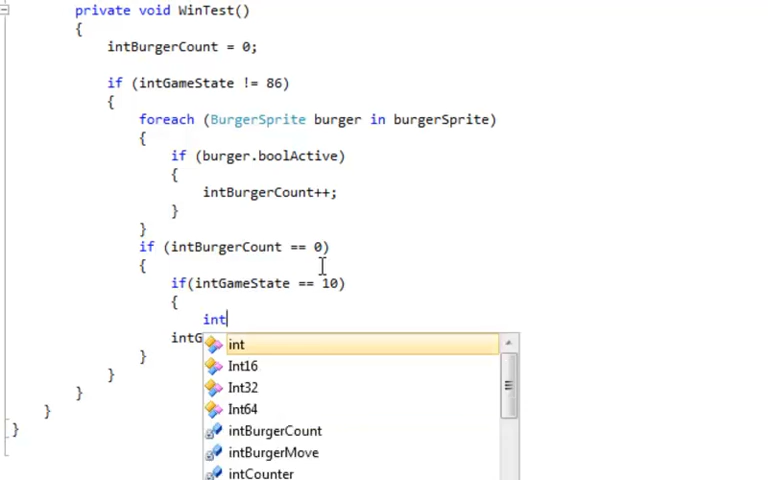 private void WinTest()
{
intBurgerCount = 0;
if (intGameState != 86)
{
foreach (BurgerSprite burger in burgerSprite)
{
if (burger.boolActive)
{
intBurgerCount++;
}
}
if (intBurgerCount == 0)
{
if(intGameState == 10)
{
int
intG
int
}
Int16
}
Int32
}
Int64
}
}
intBurgerCount
intBurgerMove
intCounter